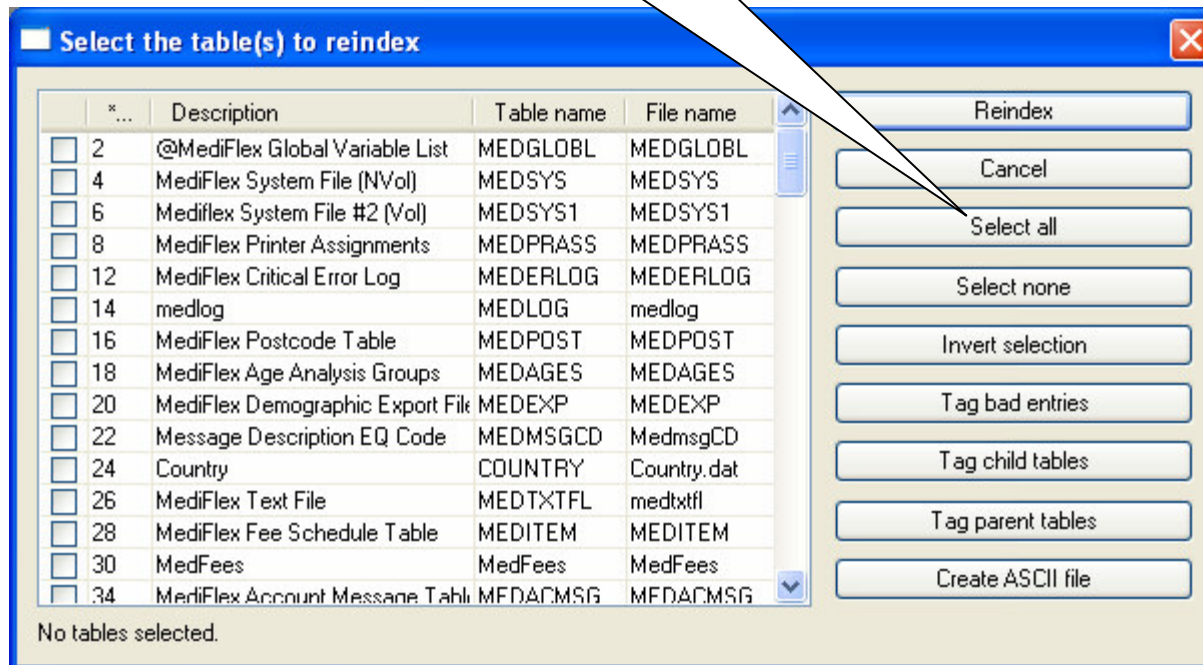 Select the table(s) to reindex
*... Description Table name File name
2 @MediFlex Global Variable List MEDGLOBL MEDGLOBL
4 MediFlex System File (NVol) MEDSYS MEDSYS
6 Mediflex System File #2 (Vol) MEDSYS1 MEDSYS1
8 MediFlex Printer Assignments MEDPRASS MEDPRASS
12 MediFlex Critical Error Log MEDERLOG MEDERLOG
14 medlog MEDLOG medlog
16 MediFlex Postcode Table MEDPOST MEDPOST
18 MediFlex Age Analysis Groups MEDAGES MEDAGES
20 MediFlex Demographic Export File MEDEXP MEDEXP
22 Message Description EQ Code MEDMSGCD MedmsgCD
24 Country COUNTRY Country.dat
26 MediFlex Text File MEDTXTFL medtxtfl
28 MediFlex Fee Schedule Table MEDITEM MEDITEM
30 MedFees MedFees MedFees
34 MediFlex Account Message Tabl MEDACMSG MEDACMSG
No tables selected.
Reindex
Cancel
Select all
Select none
Invert selection
Tag bad entries
Tag child tables
Tag parent tables
Create ASCII file